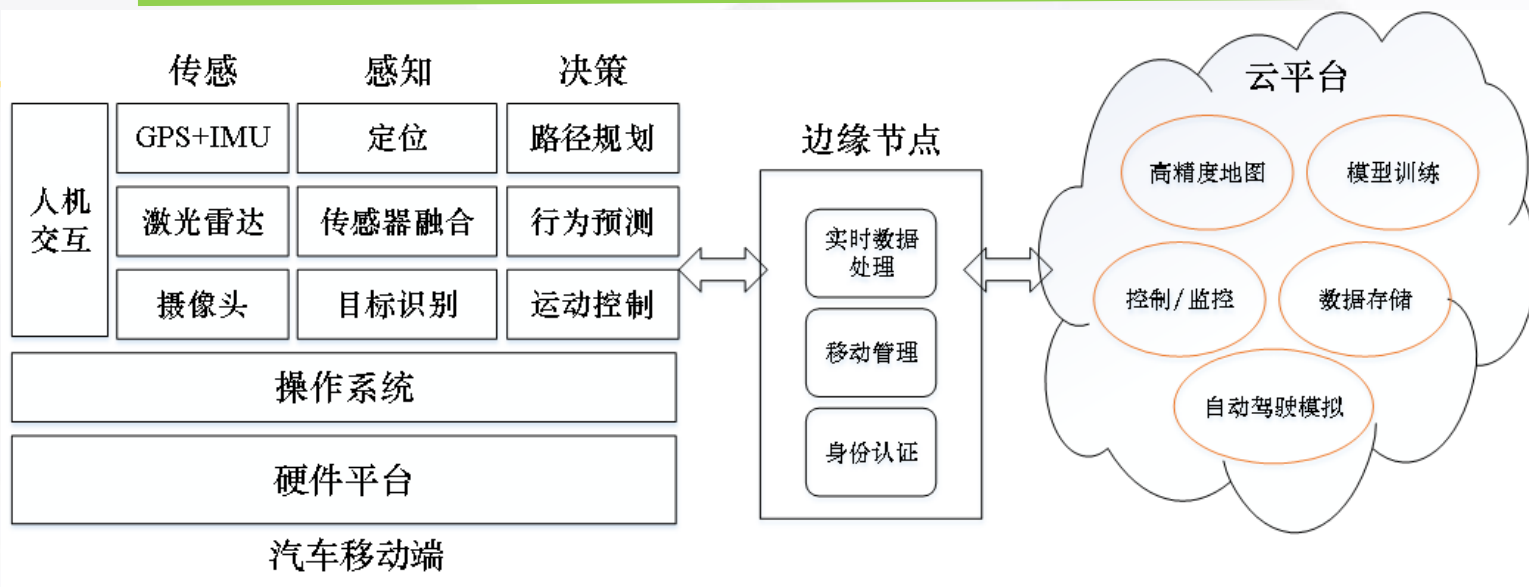 传感
感知
决策
云平台
人机
交互
GPS+IMU
定位
路径规划
激光雷达
传感器融合
行为预测
摄像头
目标识别
运动控制
操作系统
硬件平台
汽车移动端
边缘节点
实时数据
处理
移动管理
身份认证
高精度地图
模型训练
控制/监控
数据存储
自动驾驶模拟